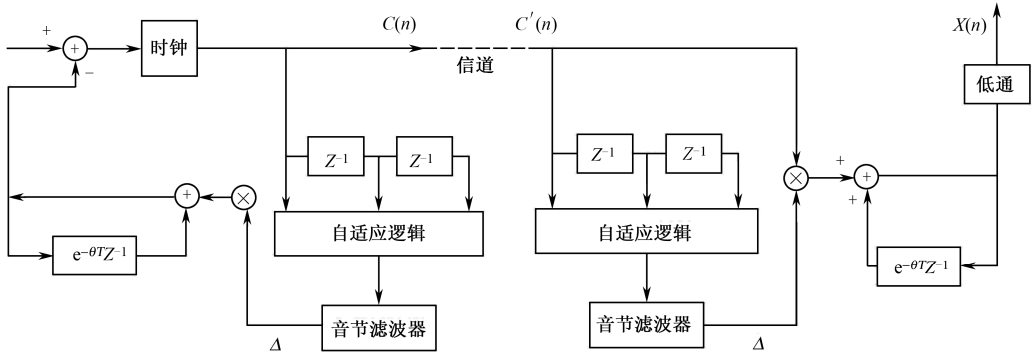 C(n)
C′(n)
X(n)
+
+
−
时钟
信道
低通
Z⁻¹
Z⁻¹
Z⁻¹
Z⁻¹
+
×
×
+
+
+
自适应逻辑
自适应逻辑
e^{-θT}Z⁻¹
e^{-θT}Z⁻¹
音节滤波器
音节滤波器
Δ
Δ